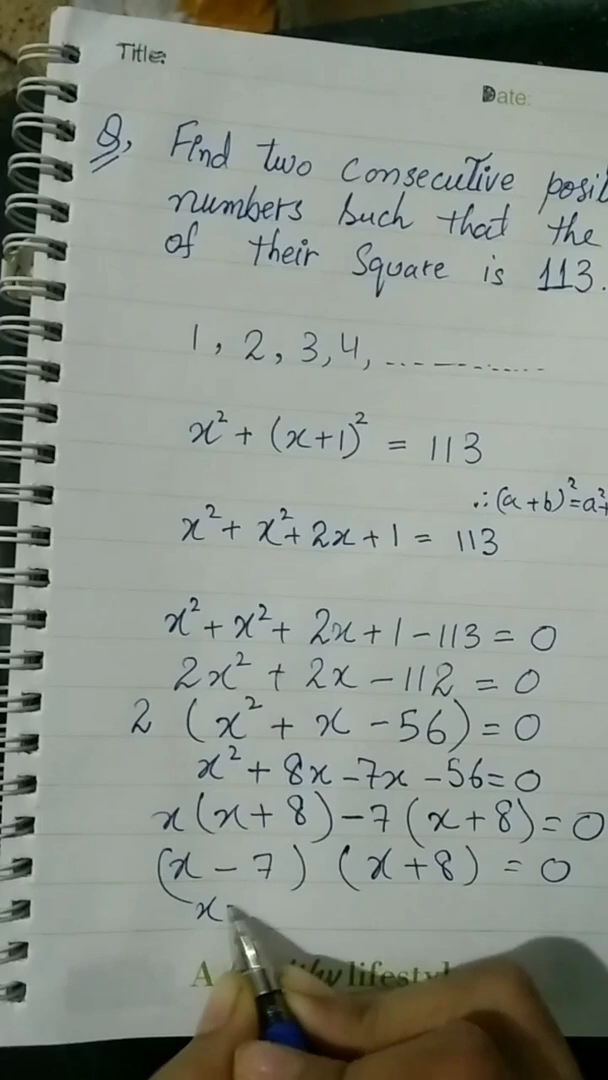 Title:
Date:
Q, Find two consecutive
numbers such that the
of their Square is 113.
1, 2, 3, 4, ...........
x² + (x+1)² = 113
∴ (a+b)² = a²+
x² + x² + 2x + 1 = 113
x² + x² + 2x + 1 - 113 = 0
2x² + 2x - 112 = 0
2 (x² + x - 56) = 0
x² + 8x - 7x - 56 = 0
x(x+8) - 7(x+8) = 0
(x - 7) (x + 8) = 0
x
A